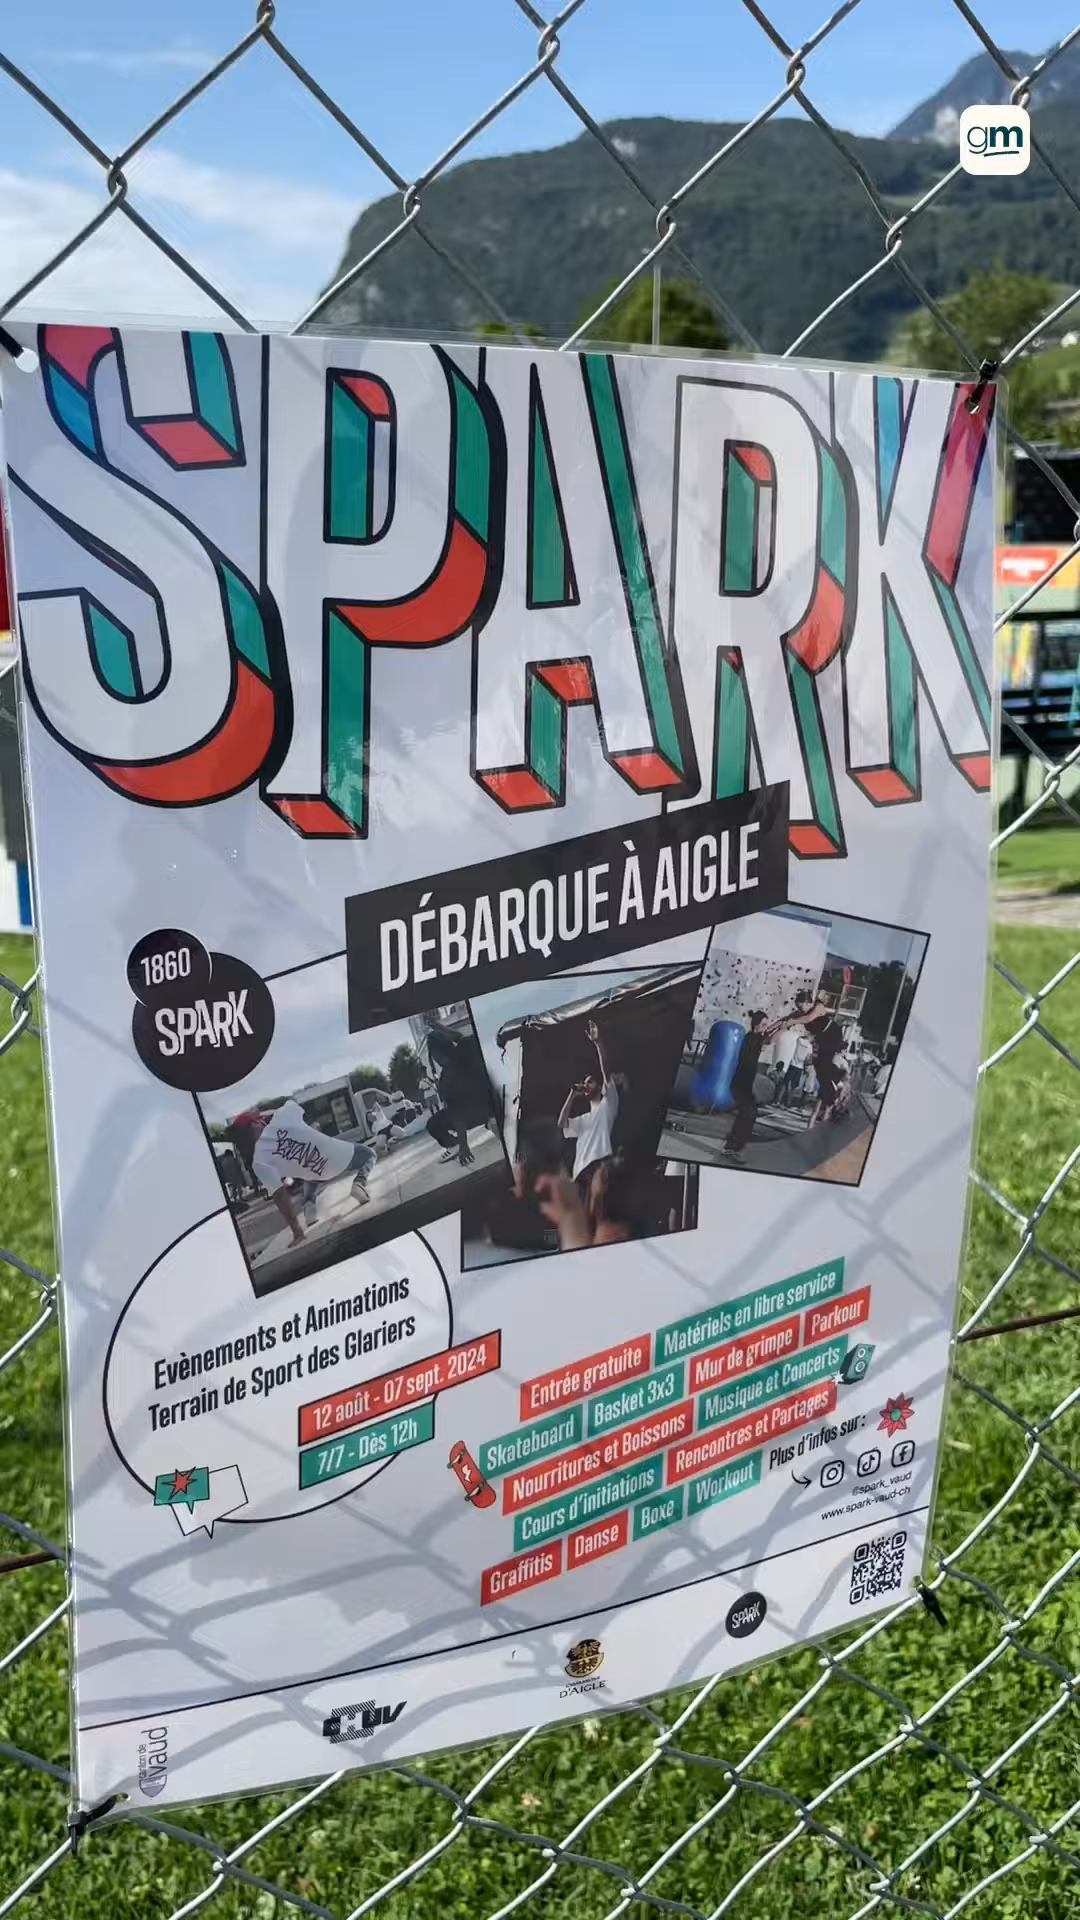 gm
SPARK
DÉBARQUE À AIGLE
1860
SPARK
Evènements et Animations
Terrain de Sport des Glariers
12 août - 07 sept. 2024
7/7 - Dès 12h
Entrée gratuite Matériels en libre service
Skateboard Basket 3x3 Mur de grimpe Parkour
Nourritures et Boissons Musique et Concerts
Cours d'initiations Rencontres et Partages
Graffitis Danse Boxe Workout
Plus d'infos sur :
@spark_vaud
www.spark-vaud-ch
canton de
vaud
D'AIGLE
SPARK